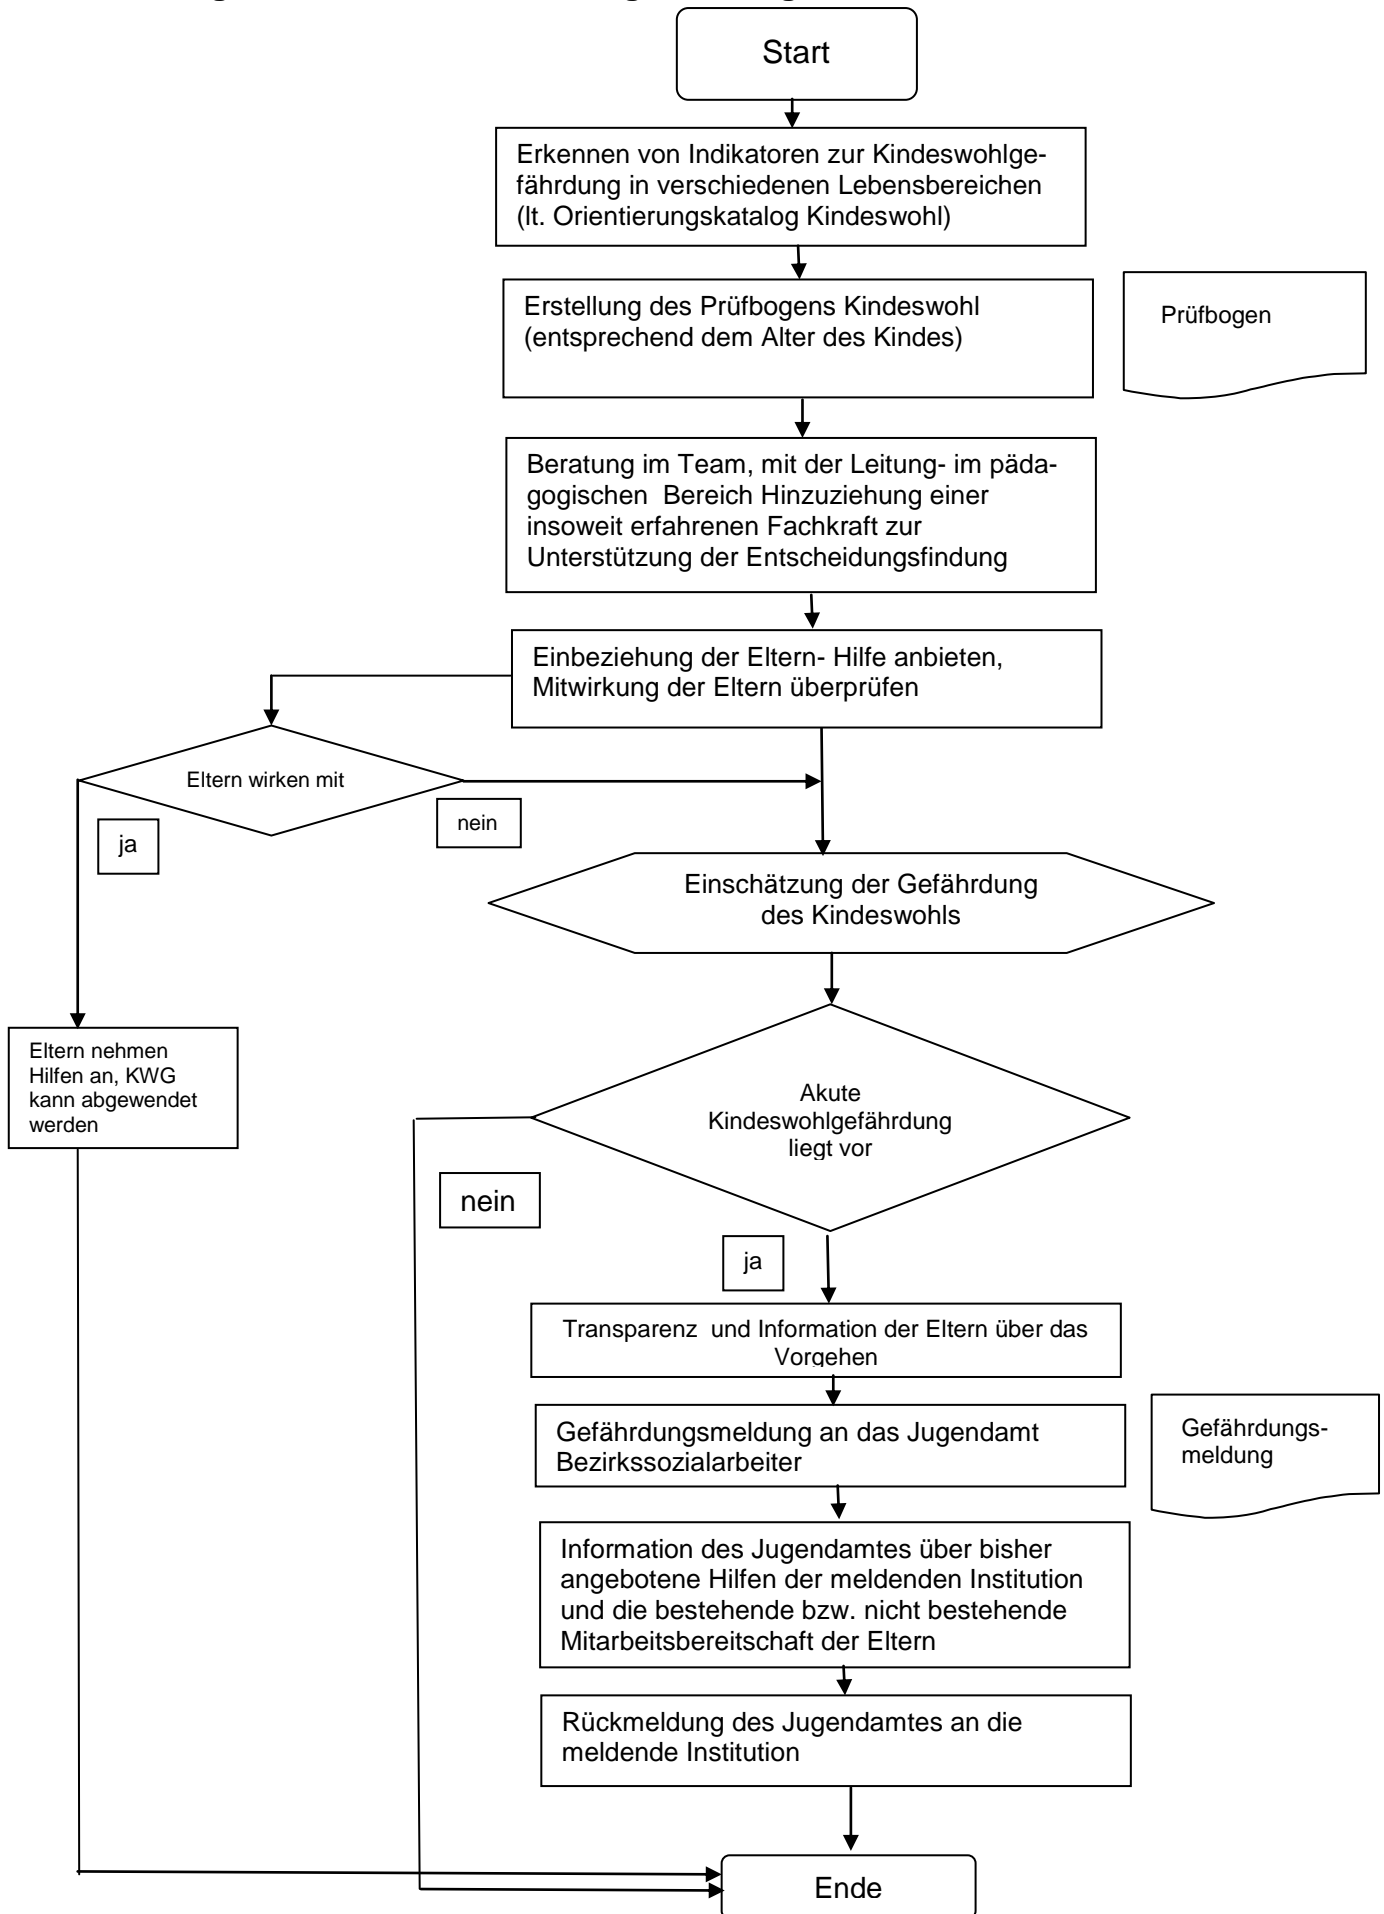 Start
Erkennen von Indikatoren zur Kindeswohlge-
fährdung in verschiedenen Lebensbereichen
(lt. Orientierungskatalog Kindeswohl)
Erstellung des Prüfbogens Kindeswohl
(entsprechend dem Alter des Kindes)
Prüfbogen
Beratung im Team, mit der Leitung- im päda-
gogischen  Bereich Hinzuziehung einer
insoweit erfahrenen Fachkraft zur
Unterstützung der Entscheidungsfindung
Einbeziehung der Eltern- Hilfe anbieten,
Mitwirkung der Eltern überprüfen
Eltern wirken mit
ja
nein
Einschätzung der Gefährdung
des Kindeswohls
Eltern nehmen
Hilfen an, KWG
kann abgewendet
werden
Akute
Kindeswohlgefährdung
liegt vor
nein
ja
Transparenz  und Information der Eltern über das
Vorgehen
Gefährdungsmeldung an das Jugendamt
Bezirkssozialarbeiter
Gefährdungs-
meldung
Information des Jugendamtes über bisher
angebotene Hilfen der meldenden Institution
und die bestehende bzw. nicht bestehende
Mitarbeitsbereitschaft der Eltern
Rückmeldung des Jugendamtes an die
meldende Institution
Ende